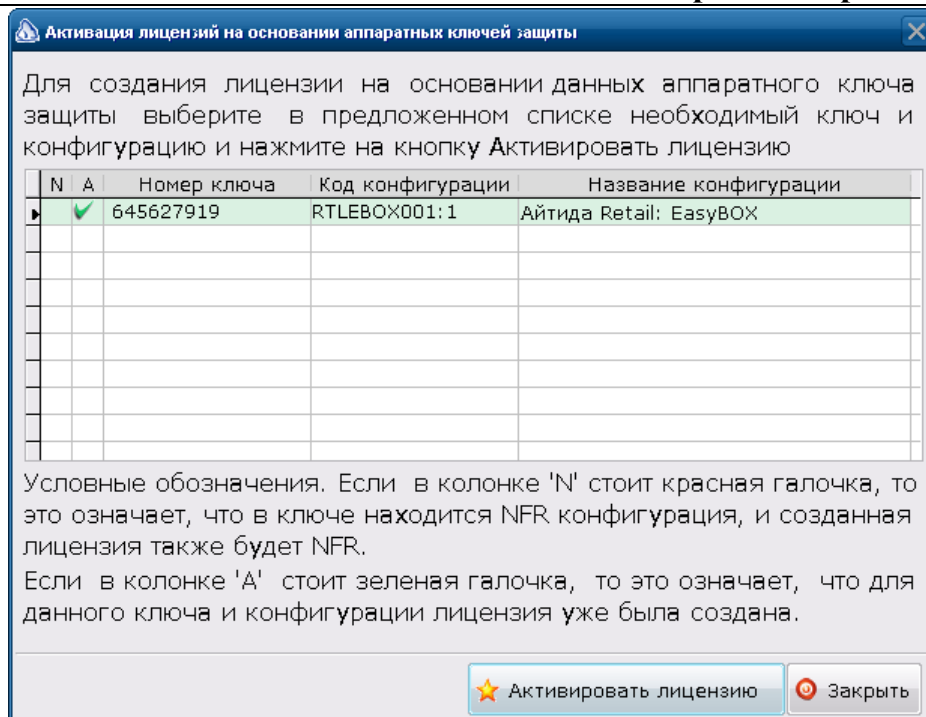 Активация лицензий на основании аппаратных ключей защиты
Для создания лицензии на основании данных аппаратного ключа
защиты выберите в предложенном списке необходимый ключ и
конфигурацию и нажмите на кнопку Активировать лицензию
N A Номер ключа Код конфигурации Название конфигурации
645627919 RTLEBOX001:1 Айтида Retail: EasyBOX
Условные обозначения. Если в колонке 'N' стоит красная галочка, то
это означает, что в ключе находится NFR конфигурация, и созданная
лицензия также будет NFR.
Если в колонке 'A' стоит зеленая галочка, то это означает, что для
данного ключа и конфигурации лицензия уже была создана.
Активировать лицензию Закрыть